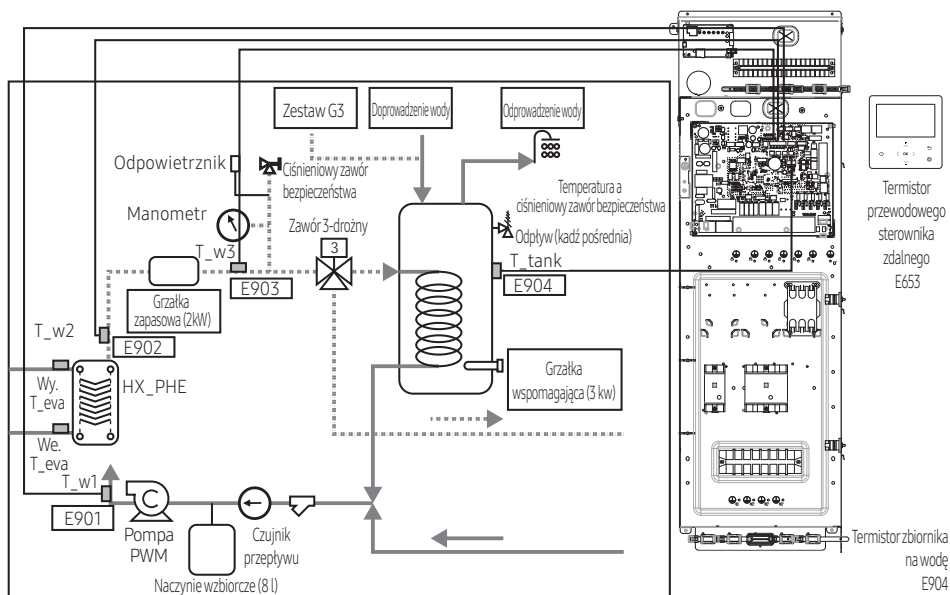 Zestaw G3
Doprowadzenie wody
Odprowadzenie wody
Odpowietrznik
Ciśnieniowy zawór
bezpieczeństwa
Manometr
T_w3
Zawór 3-drożny
3
Temperatura a
ciśnieniowy zawór bezpieczeństwa
Odpływ (kadź pośrednia)
T_tank
E904
E903
Grzałka
zapasowa (2kW)
T_w2
E902
HX_PHE
Wy.
T_eva
We.
T_eva
Grzałka
wspomagająca (3 kw)
T_w1
E901
Pompa
PWM
Czujnik
przepływu
Naczynie wzbiorcze (8 l)
Termistor
przewodowego
sterownika
zdalnego
E653
OK
Termistor zbiornika
na wodę
E904